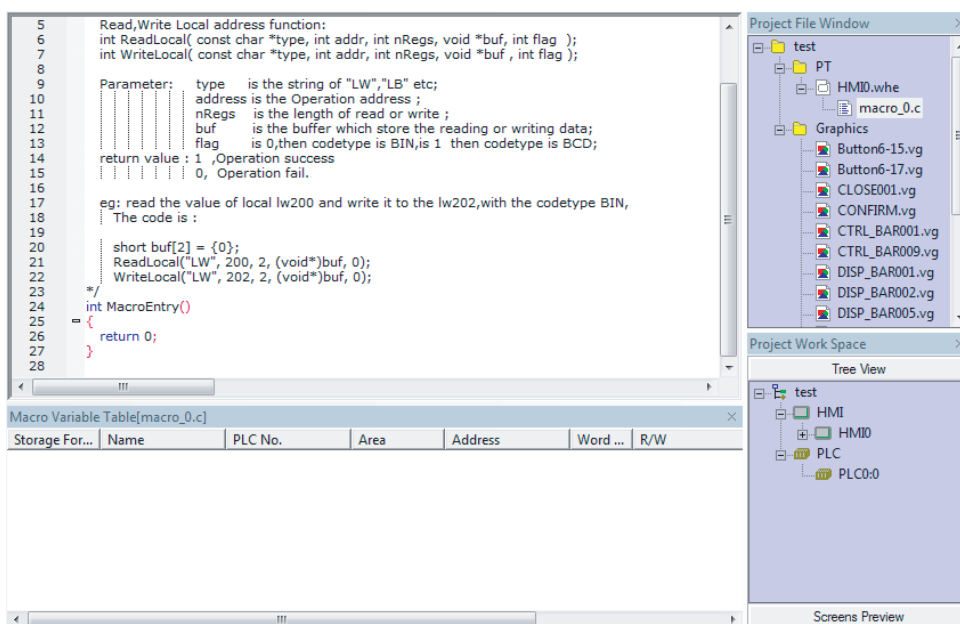 5 Read,Write Local address function:
6 int ReadLocal( const char *type, int addr, int nRegs, void *buf, int flag );
7 int WriteLocal( const char *type, int addr, int nRegs, void *buf , int flag );
8
9 Parameter: type is the string of "LW","LB" etc;
10 address is the Operation address ;
11 nRegs is the length of read or write ;
12 buf is the buffer which store the reading or writing data;
13 flag is 0,then codetype is BIN,is 1 then codetype is BCD;
14 return value : 1 ,Operation success
15 0, Operation fail.
16
17 eg: read the value of local lw200 and write it to the lw202,with the codetype BIN,
18 The code is :
19
20 short buf[2] = {0};
21 ReadLocal("LW", 200, 2, (void*)buf, 0);
22 WriteLocal("LW", 202, 2, (void*)buf, 0);
23 */
24 int MacroEntry()
25 {
26 return 0;
27 }
28
Macro Variable Table[macro_0.c]
Storage For... Name PLC No. Area Address Word ... R/W
Project File Window
test
PT
HMI0.whe
macro_0.c
Graphics
Button6-15.vg
Button6-17.vg
CLOSE001.vg
CONFIRM.vg
CTRL_BAR001.vg
CTRL_BAR009.vg
DISP_BAR001.vg
DISP_BAR002.vg
DISP_BAR005.vg
Project Work Space
Tree View
test
HMI
HMI0
PLC
PLC0:0
Screens Preview